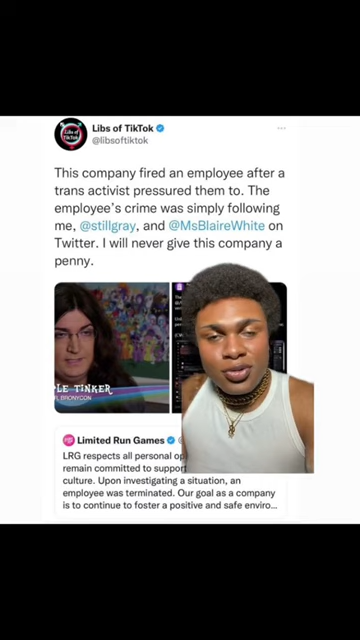 Libs of TikTok
@libsoftiktok
This company fired an employee after a
trans activist pressured them to. The
employee's crime was simply following
me, @stillgray, and @MsBlaireWhite on
Twitter. I will never give this company a
penny.
LE TINKER
BRONYCON
Limited Run Games
LRG respects all personal op
remain committed to support
culture. Upon investigating a situation, an
employee was terminated. Our goal as a company
is to continue to foster a positive and safe enviro...